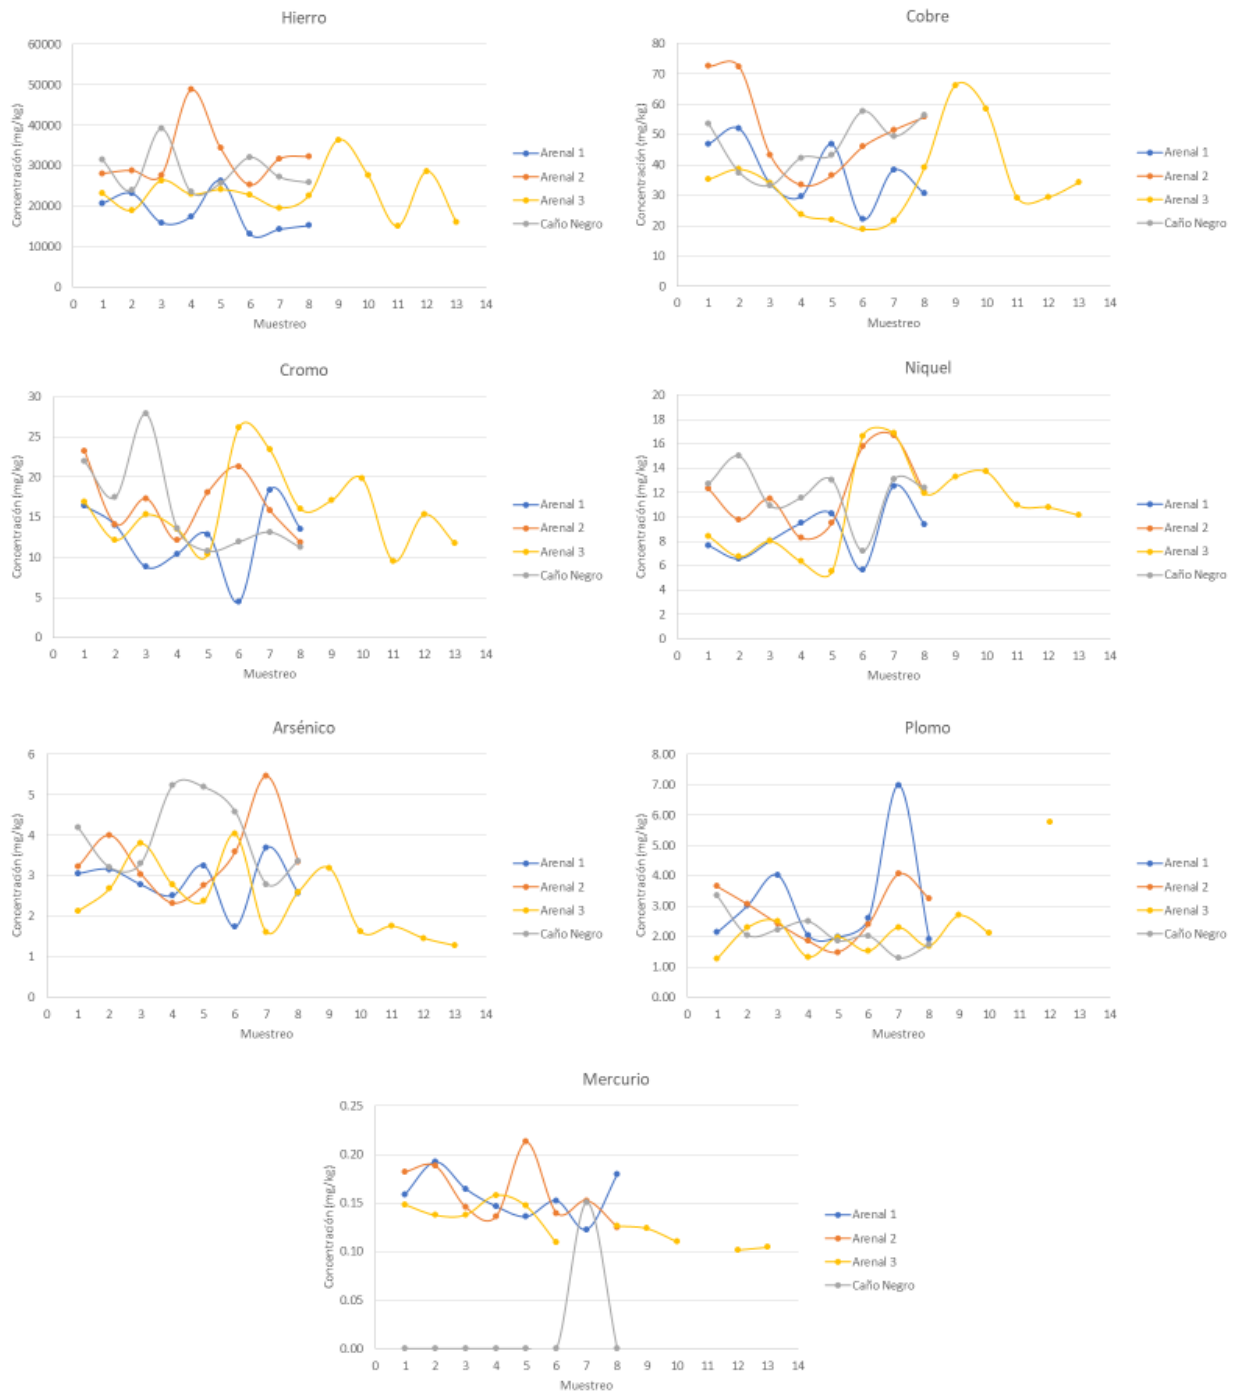 Hierro
Concentración (mg/kg)
60000
50000
40000
30000
20000
10000
0
0 1 2 3 4 5 6 7 8 9 10 11 12 13 14
Muestreo
Arenal 1
Arenal 2
Arenal 3
Caño Negro
Cobre
Concentración (mg/kg)
80
70
60
50
40
30
20
10
0
0 1 2 3 4 5 6 7 8 9 10 11 12 13 14
Muestreo
Arenal 1
Arenal 2
Arenal 3
Caño Negro
Cromo
Concentración (mg/kg)
30
25
20
15
10
5
0
0 1 2 3 4 5 6 7 8 9 10 11 12 13 14
Muestreo
Arenal 1
Arenal 2
Arenal 3
Caño Negro
Niquel
Concentración (mg/kg)
20
18
16
14
12
10
8
6
4
2
0
0 1 2 3 4 5 6 7 8 9 10 11 12 13 14
Muestreo
Arenal 1
Arenal 2
Arenal 3
Caño Negro
Arsénico
Concentración (mg/kg)
6
5
4
3
2
1
0
0 1 2 3 4 5 6 7 8 9 10 11 12 13 14
Muestreo
Arenal 1
Arenal 2
Arenal 3
Caño Negro
Plomo
Concentración (mg/kg)
8.00
7.00
6.00
5.00
4.00
3.00
2.00
1.00
0.00
0 1 2 3 4 5 6 7 8 9 10 11 12 13 14
Muestreo
Arenal 1
Arenal 2
Arenal 3
Caño Negro
Mercurio
Concentración (mg/kg)
0.25
0.20
0.15
0.10
0.05
0.00
0 1 2 3 4 5 6 7 8 9 10 11 12 13 14
Muestreo
Arenal 1
Arenal 2
Arenal 3
Caño Negro